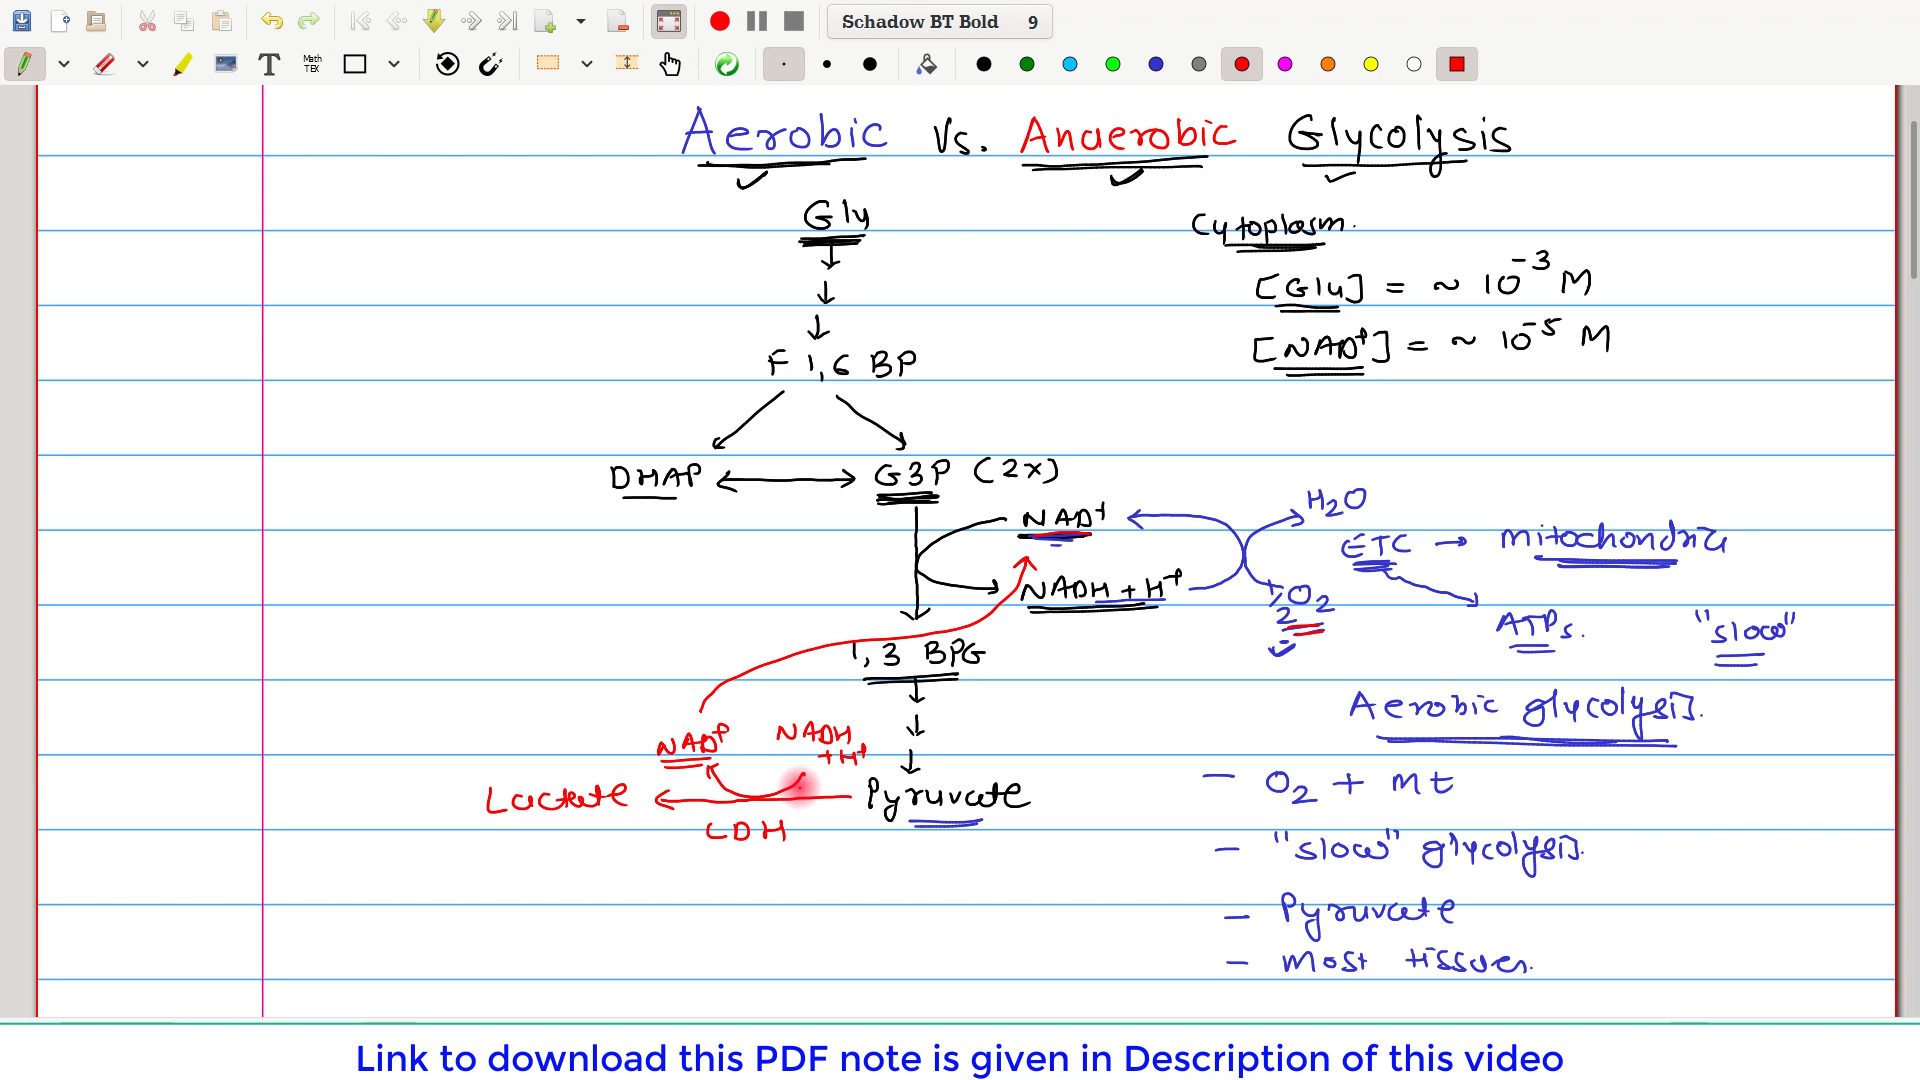 Schadow BT Bold 9
T Math TEX
Aerobic Vs. Anaerobic Glycolysis
Glu
Cytoplasm.
[Glu] = ~ 10⁻³ M
[NAD⁺] = ~ 10⁻⁵ M
F 1,6 BP
DHAP
G3P (2x)
NAD⁺
H₂O
ETC → mitochondria
NADH + H⁺
1/2 O₂
ATPs.
"slow"
1,3 BPG
Aerobic glycolysis.
NAD⁺
NADH + H⁺
Lactate
Pyruvate
LDH
- O₂ + mt
- "slow" glycolysis.
- Pyruvate
- most tissues.
Link to download this PDF note is given in Description of this video